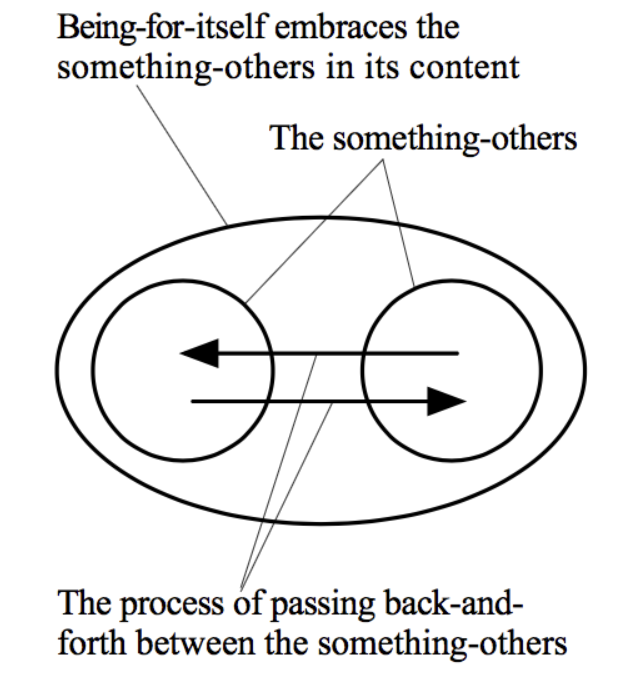 Being-for-itself embraces the
something-others in its content
The something-others
The process of passing back-and-
forth between the something-others